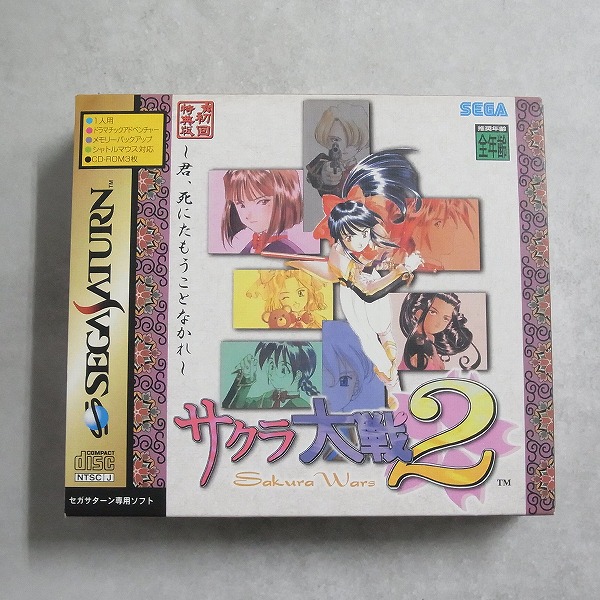 ●1人用
●ドラマチックアドベンチャー
●メモリーバックアップ
●シャトルマウス対応
●CD-ROM3枚
SEGA SATURN™
COMPACT
disc
NTSC J
セガサターン専用ソフト
初回
特典版
SEGA
推奨年齢
全年齢
～君、死にたもうことなかれ～
サクラ大戦2
Sakura Wars
TM